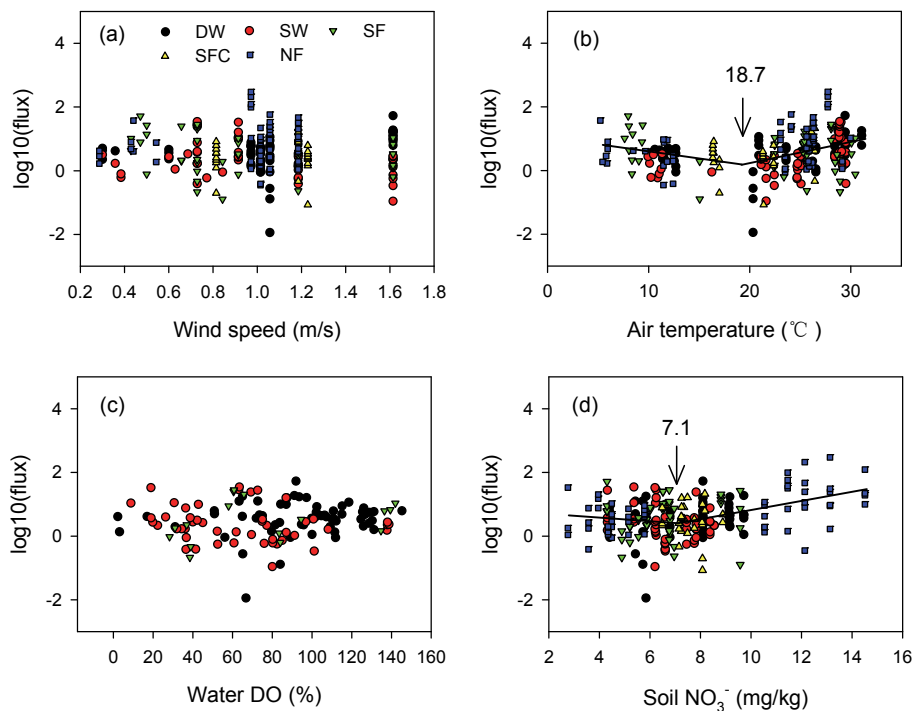 (a)
DW SW SF
SFC NF
4
2
0
-2
log10(flux)
0.2 0.4 0.6 0.8 1.0 1.2 1.4 1.6 1.8
Wind speed (m/s)
(b)
18.7
4
2
0
-2
log10(flux)
0 10 20 30
Air temperature (℃)
(c)
4
2
0
-2
log10(flux)
0 20 40 60 80 100 120 140 160
Water DO (%)
(d)
7.1
4
2
0
-2
log10(flux)
2 4 6 8 10 12 14 16
Soil NO₃⁻ (mg/kg)